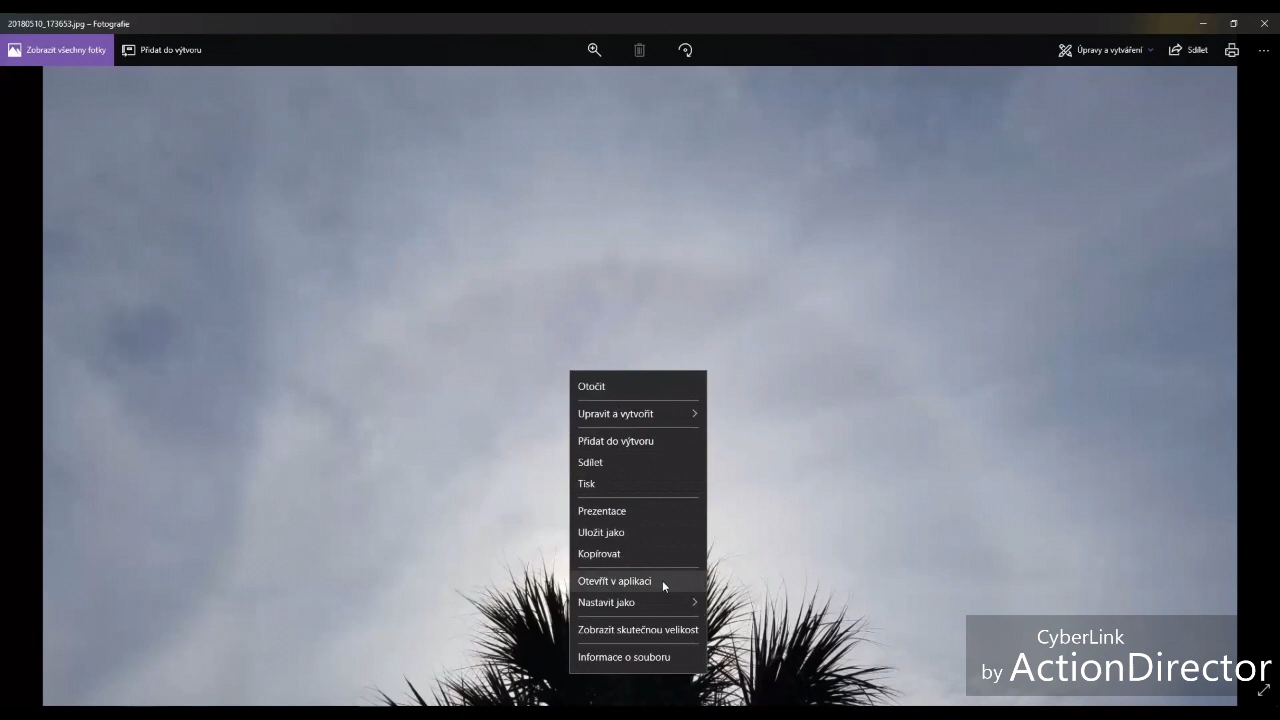 20180510_173653.jpg – Fotografie
Zobrazit všechny fotky
Přidat do výtvoru
Úpravy a vytváření
Sdílet
Otočit
Upravit a vytvořit
Přidat do výtvoru
Sdílet
Tisk
Prezentace
Uložit jako
Kopírovat
Otevřít v aplikaci
Nastavit jako
Zobrazit skutečnou velikost
Informace o souboru
CyberLink
by ActionDirector